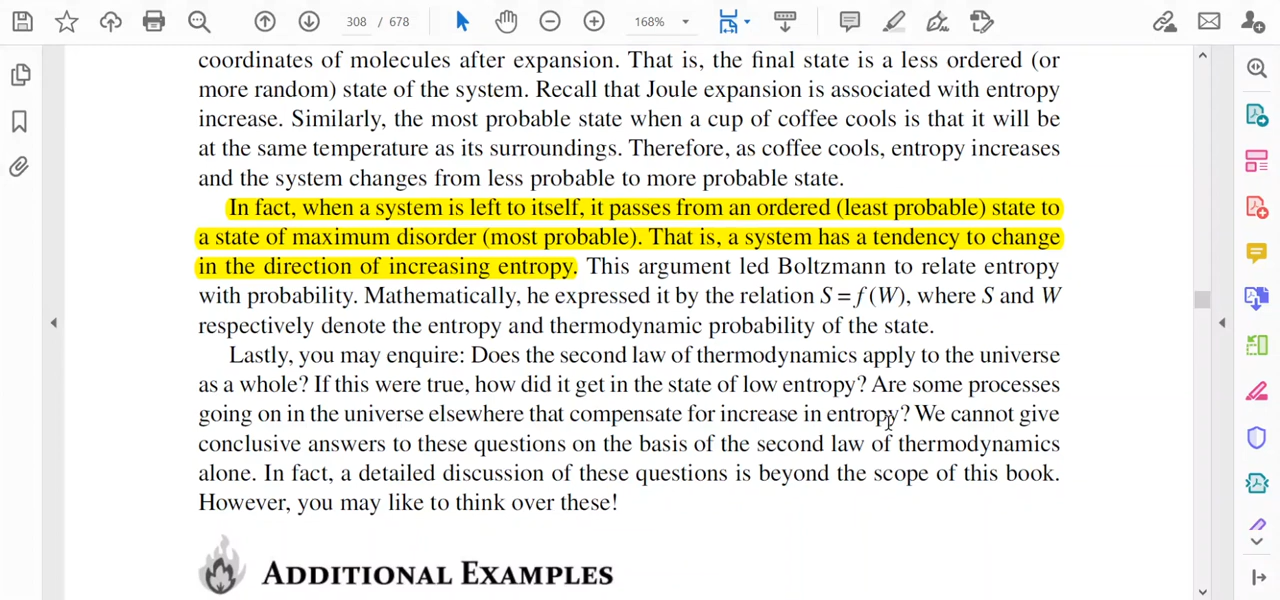 308 / 678
168%
coordinates of molecules after expansion. That is, the final state is a less ordered (or
more random) state of the system. Recall that Joule expansion is associated with entropy
increase. Similarly, the most probable state when a cup of coffee cools is that it will be
at the same temperature as its surroundings. Therefore, as coffee cools, entropy increases
and the system changes from less probable to more probable state.
In fact, when a system is left to itself, it passes from an ordered (least probable) state to
a state of maximum disorder (most probable). That is, a system has a tendency to change
in the direction of increasing entropy. This argument led Boltzmann to relate entropy
with probability. Mathematically, he expressed it by the relation S = f (W), where S and W
respectively denote the entropy and thermodynamic probability of the state.
Lastly, you may enquire: Does the second law of thermodynamics apply to the universe
as a whole? If this were true, how did it get in the state of low entropy? Are some processes
going on in the universe elsewhere that compensate for increase in entropy? We cannot give
conclusive answers to these questions on the basis of the second law of thermodynamics
alone. In fact, a detailed discussion of these questions is beyond the scope of this book.
However, you may like to think over these!
ADDITIONAL EXAMPLES